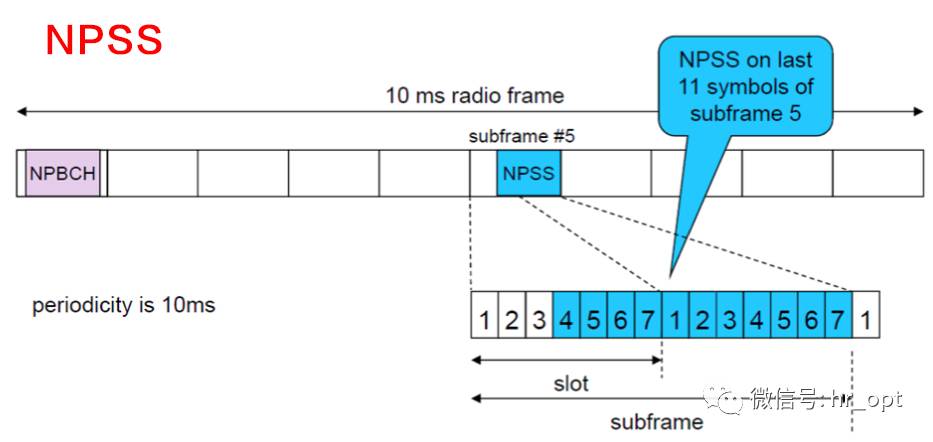 NPSS
NPSS on last
11 symbols of
subframe 5
10 ms radio frame
subframe #5
NPBCH
NPSS
periodicity is 10ms
1 2 3 4 5 6 7 1 2 3 4 5 6 7 1
slot
微信号:hr_opt
subframe